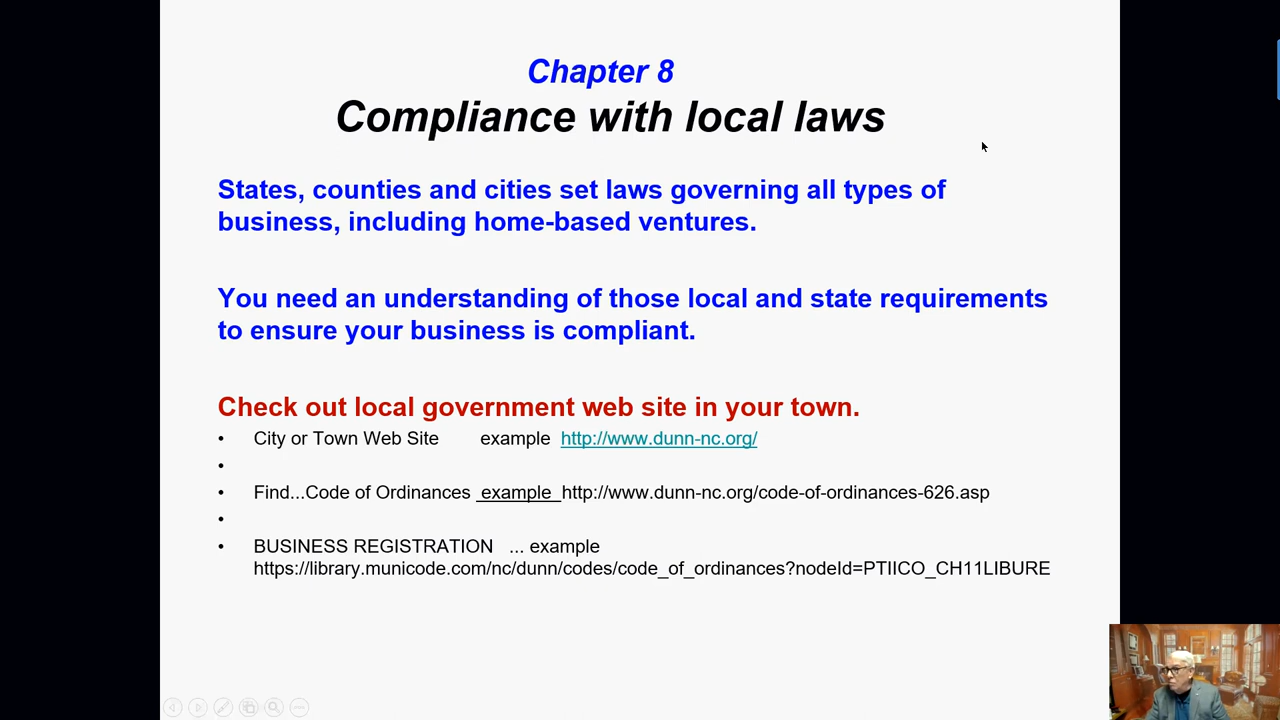 Chapter 8
Compliance with local laws
States, counties and cities set laws governing all types of
business, including home-based ventures.
You need an understanding of those local and state requirements
to ensure your business is compliant.
Check out local government web site in your town.
• City or Town Web Site example http://www.dunn-nc.org/
•
• Find...Code of Ordinances example http://www.dunn-nc.org/code-of-ordinances-626.asp
•
• BUSINESS REGISTRATION ... example
https://library.municode.com/nc/dunn/codes/code_of_ordinances?nodeId=PTIICO_CH11LIBURE